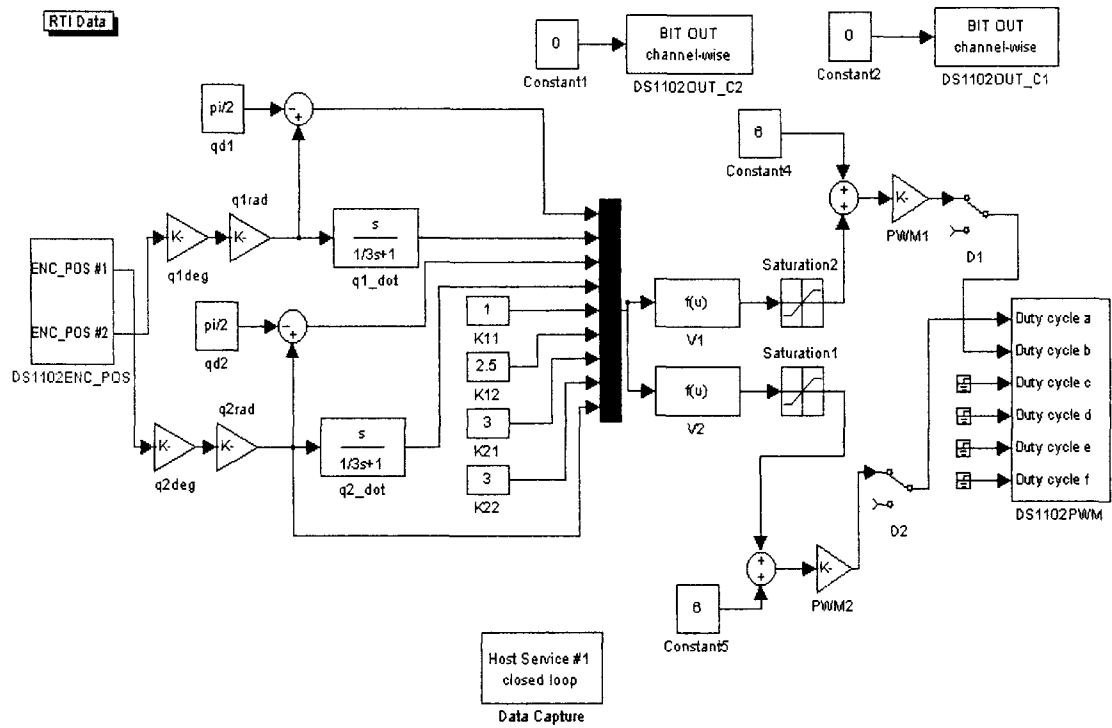 RTI Data
0
Constant1
BIT OUT
channel-wise
DS1102OUT_C2
0
Constant2
BIT OUT
channel-wise
DS1102OUT_C1
pi/2
qd1
-
+
6
Constant4
+
+
K-
PWM1
D1
q1rad
K-
K-
q1deg
s
1/3s+1
q1_dot
ENC_POS #1
ENC_POS #2
DS1102ENC_POS
pi/2
qd2
-
+
1
K11
2.5
K12
3
K21
3
K22
f(u)
V1
Saturation2
f(u)
V2
Saturation1
Duty cycle a
Duty cycle b
Duty cycle c
Duty cycle d
Duty cycle e
Duty cycle f
DS1102PWM
q2rad
K-
K-
q2deg
s
1/3s+1
q2_dot
D2
+
+
K-
PWM2
6
Constant5
Host Service #1
closed loop
Data Capture